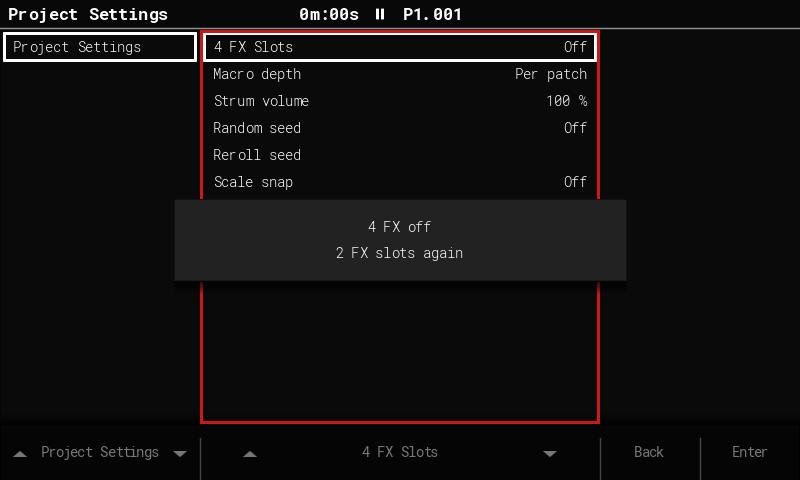 Project Settings 0m:00s P1.001
Project Settings
4 FX Slots Off
Macro depth Per patch
Strum volume 100 %
Random seed Off
Reroll seed
Scale snap Off
4 FX off
2 FX slots again
Project Settings 4 FX Slots Back Enter